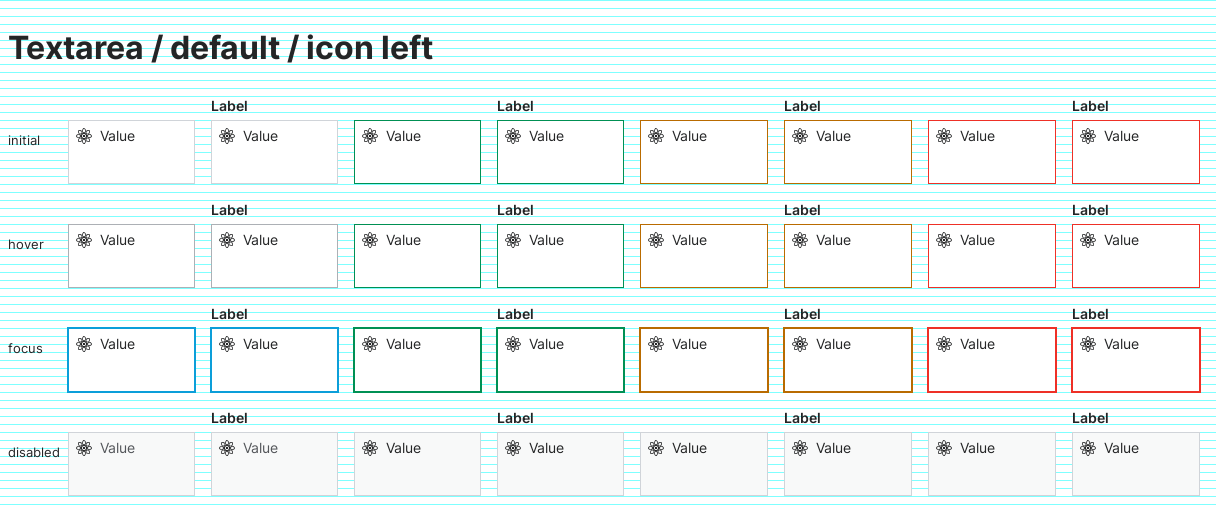 Textarea / default / icon left
Label Label Label Label
initial Value Value Value Value Value Value Value Value
Label Label Label Label
hover Value Value Value Value Value Value Value Value
Label Label Label Label
focus Value Value Value Value Value Value Value Value
Label Label Label Label
disabled Value Value Value Value Value Value Value Value